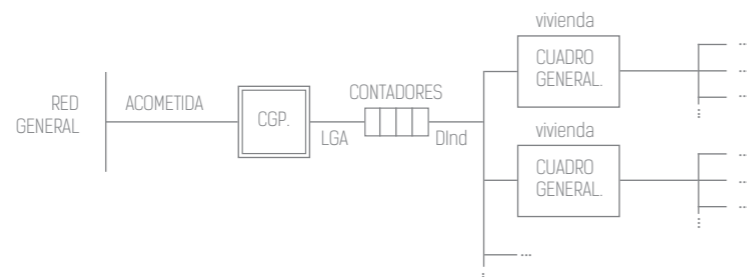 RED
GENERAL
ACOMETIDA
CGP.
LGA
CONTADORES
DInd
vivienda
CUADRO
GENERAL.
vivienda
CUADRO
GENERAL.